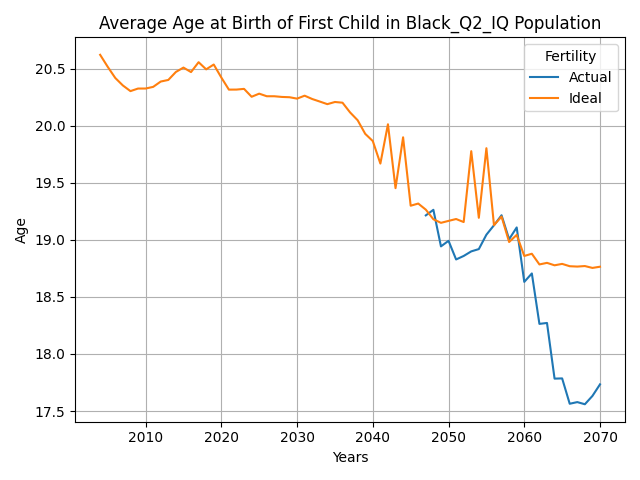 Average Age at Birth of First Child in Black_Q2_IQ Population
Fertility
Actual
Ideal
Age
20.5
20.0
19.5
19.0
18.5
18.0
17.5
2010
2020
2030
2040
2050
2060
2070
Years